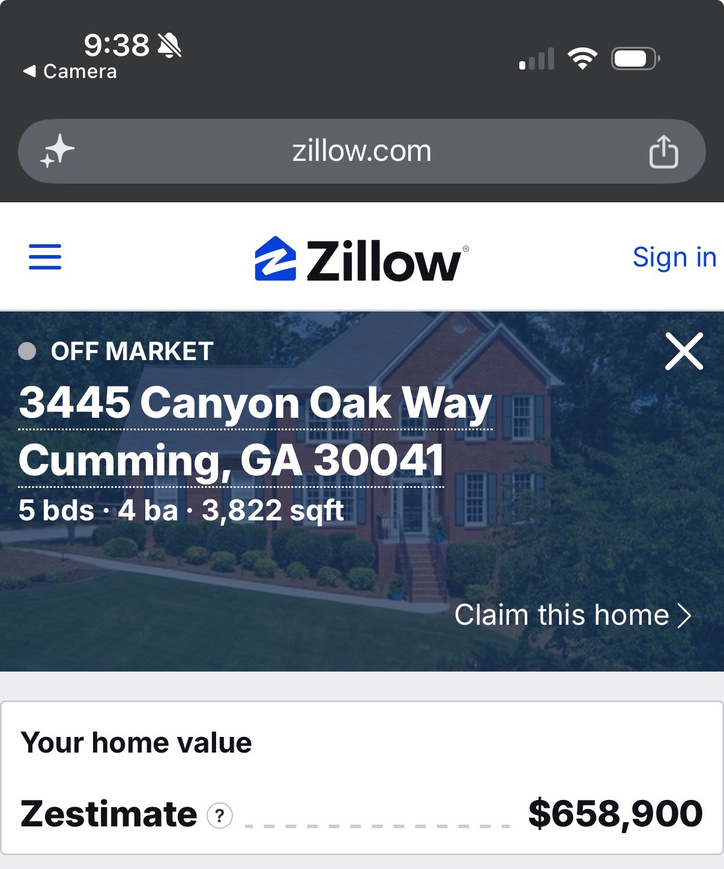 9:38
Camera
zillow.com
Zillow®
Sign in
OFF MARKET
3445 Canyon Oak Way
Cumming, GA 30041
5 bds · 4 ba · 3,822 sqft
Claim this home
Your home value
Zestimate ? $658,900